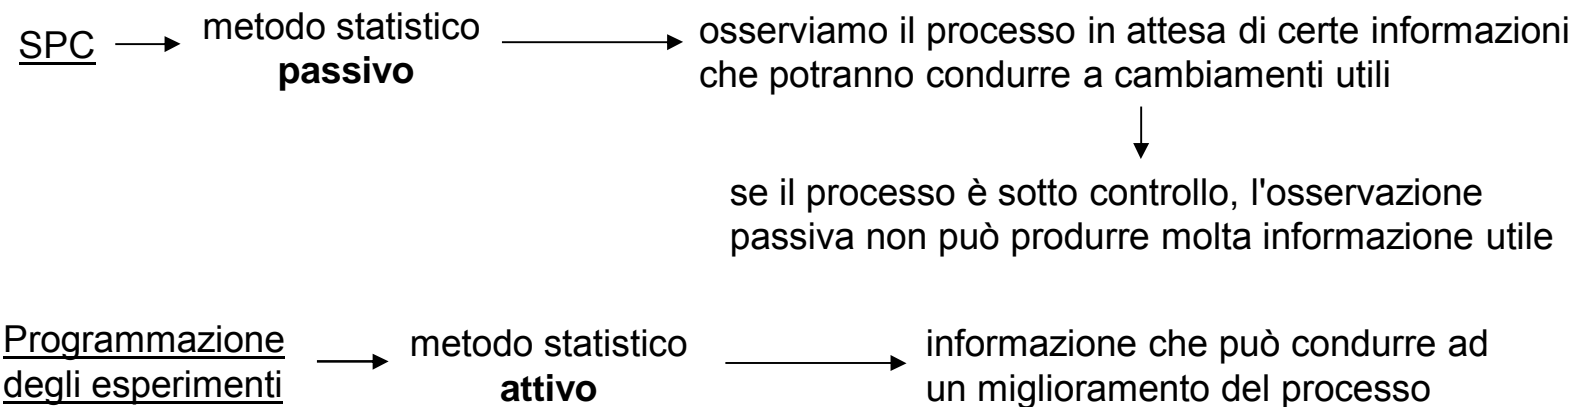 SPC
metodo statistico
passivo
osserviamo il processo in attesa di certe informazioni
che potranno condurre a cambiamenti utili
se il processo è sotto controllo, l'osservazione
passiva non può produrre molta informazione utile
Programmazione
degli esperimenti
metodo statistico
attivo
informazione che può condurre ad
un miglioramento del processo